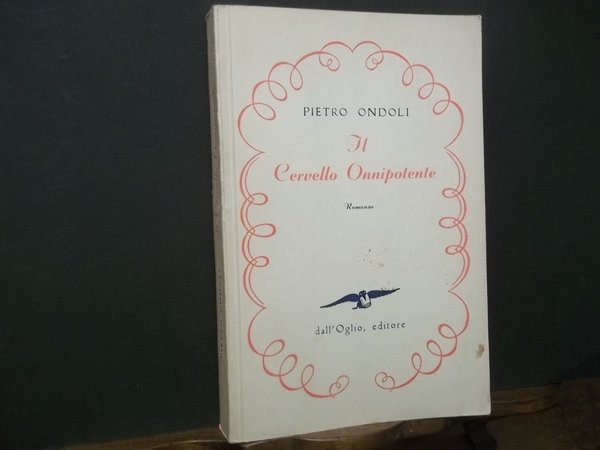 PIETRO ONDOLI
Il
Cervello Onnipotente
Romanzo
dall'Oglio, editore